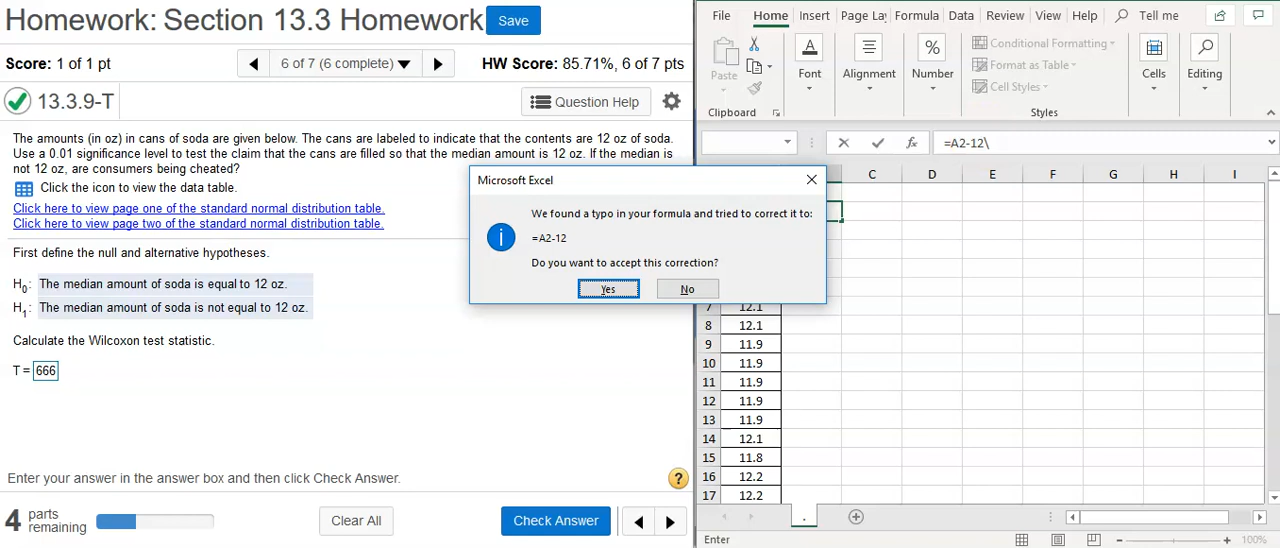 Homework: Section 13.3 Homework
Save
Score: 1 of 1 pt
6 of 7 (6 complete)
HW Score: 85.71%, 6 of 7 pts
13.3.9-T
Question Help
The amounts (in oz) in cans of soda are given below. The cans are labeled to indicate that the contents are 12 oz of soda.
Use a 0.01 significance level to test the claim that the cans are filled so that the median amount is 12 oz. If the median is
not 12 oz, are consumers being cheated?
Click the icon to view the data table.
Click here to view page one of the standard normal distribution table.
Click here to view page two of the standard normal distribution table.
First define the null and alternative hypotheses.
H0: The median amount of soda is equal to 12 oz.
H1: The median amount of soda is not equal to 12 oz.
Calculate the Wilcoxon test statistic.
T = 666
Enter your answer in the answer box and then click Check Answer.
?
4 parts remaining
Clear All
Check Answer
File Home Insert Page Lay Formula Data Review View Help Tell me
Paste
Font
Alignment
%
Number
Conditional Formatting
Format as Table
Cell Styles
Cells
Editing
Clipboard
Styles
fx
=A2-12\
C D E F G H I
Microsoft Excel
We found a typo in your formula and tried to correct it to:
=A2-12
Do you want to accept this correction?
Yes
No
7 12.1
8 12.1
9 11.9
10 11.9
11 11.9
12 11.9
13 11.9
14 12.1
15 11.8
16 12.2
17 12.2
.
Enter
100%